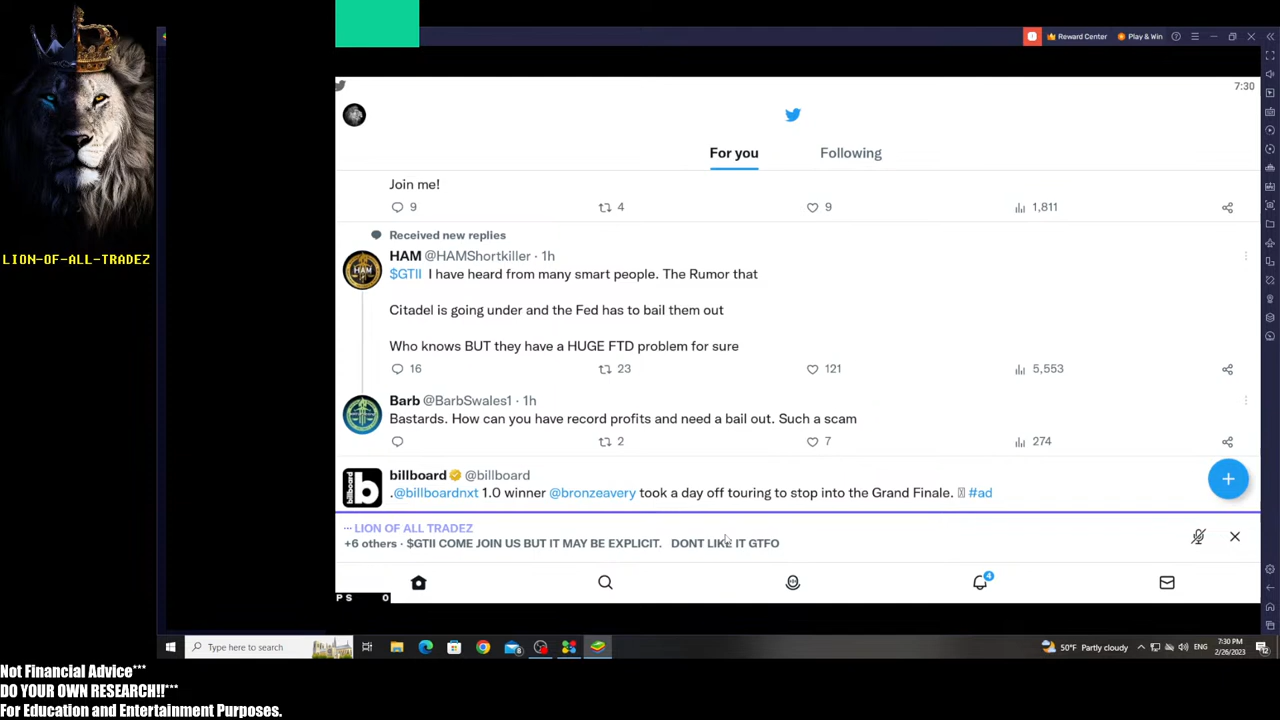 Reward Center
Play & Win
7:30
For you
Following
Join me!
9
4
9
1,811
Received new replies
HAM @HAMShortkiller · 1h
$GTII I have heard from many smart people. The Rumor that
Citadel is going under and the Fed has to bail them out
Who knows BUT they have a HUGE FTD problem for sure
16
23
121
5,553
Barb @BarbSwales1 · 1h
Bastards. How can you have record profits and need a bail out. Such a scam
2
7
274
billboard @billboard
.@billboardnxt 1.0 winner @bronzeavery took a day off touring to stop into the Grand Finale. #ad
LION OF ALL TRADEZ
+6 others · $GTII COME JOIN US BUT IT MAY BE EXPLICIT. DONT LIKE IT GTFO
4
PS 0
LION-OF-ALL-TRADEZ
Type here to search
50°F Partly cloudy
ENG
7:30 PM
2/26/2023
Not Financial Advice***
DO YOUR OWN RESEARCH!!***
For Education and Entertainment Purposes.